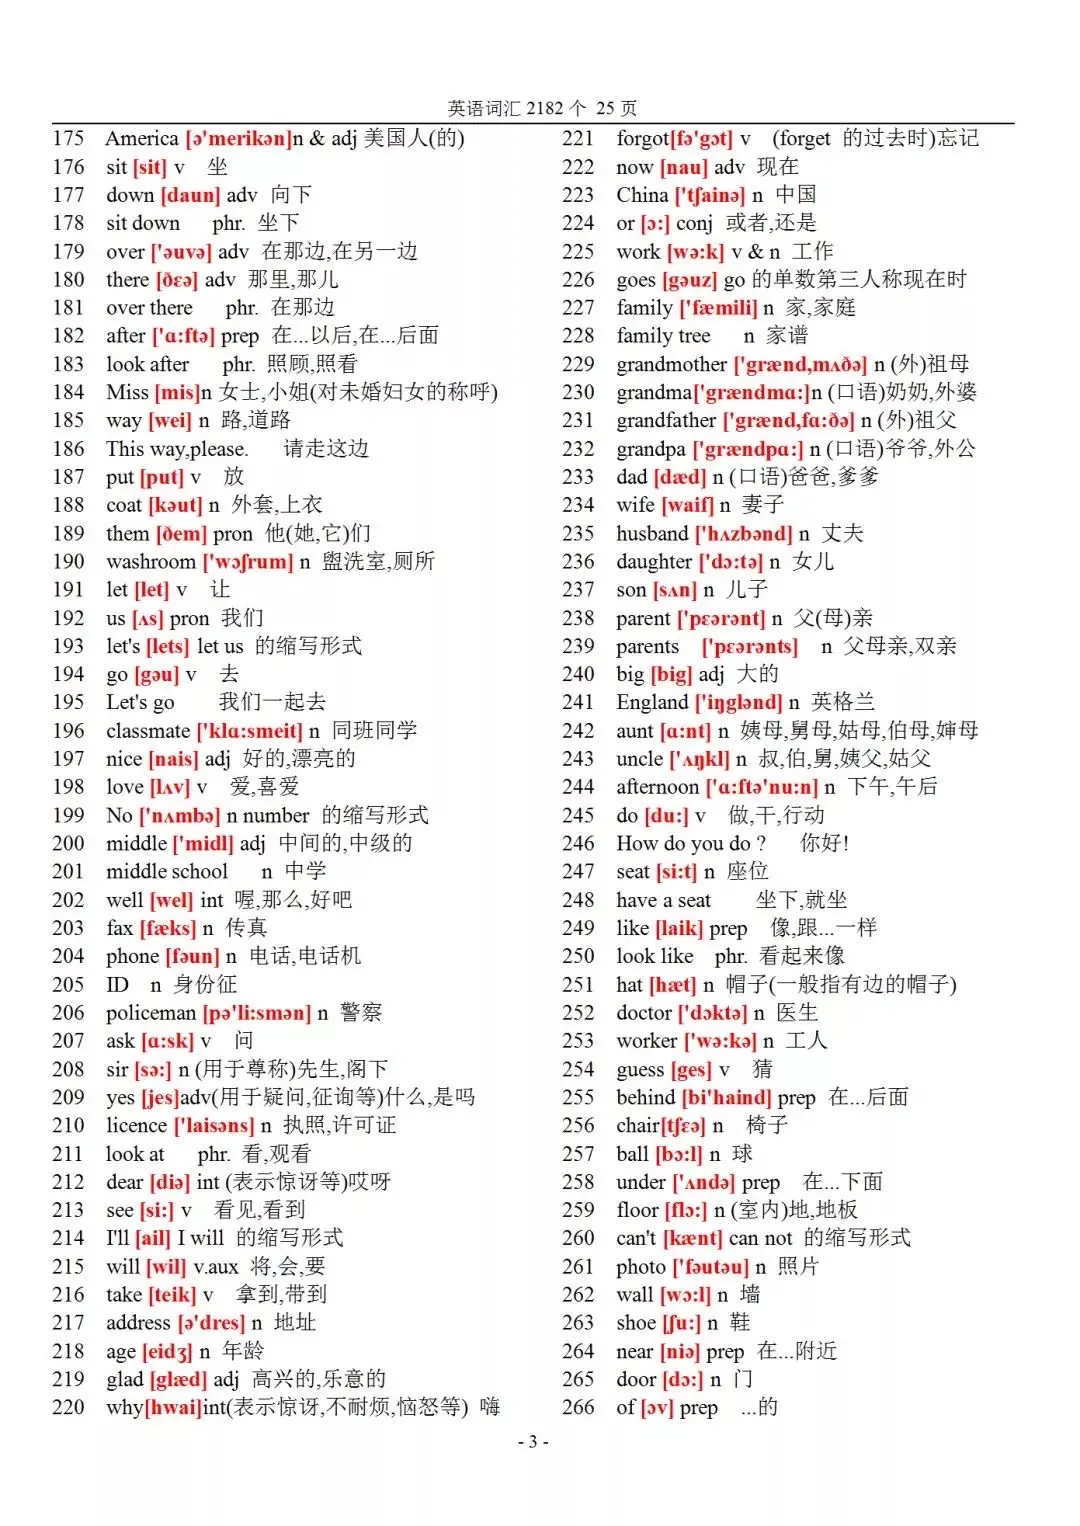 英语词汇 2182 个  25 页
175 America [ə'merikən]n & adj 美国人(的)
176 sit [sit] v 坐
177 down [daun] adv 向下
178 sit down phr. 坐下
179 over ['əuvə] adv 在那边,在另一边
180 there [ðεə] adv 那里,那儿
181 over there phr. 在那边
182 after ['ɑ:ftə] prep 在...以后,在...后面
183 look after phr. 照顾,照看
184 Miss [mis]n 女士,小姐(对未婚妇女的称呼)
185 way [wei] n 路,道路
186 This way,please. 请走这边
187 put [put] v 放
188 coat [kəut] n 外套,上衣
189 them [ðem] pron 他(她,它)们
190 washroom ['wɔʃrum] n 盥洗室,厕所
191 let [let] v 让
192 us [ʌs] pron 我们
193 let's [lets] let us 的缩写形式
194 go [gəu] v 去
195 Let's go 我们一起去
196 classmate ['klɑ:smeit] n 同班同学
197 nice [nais] adj 好的,漂亮的
198 love [lʌv] v 爱,喜爱
199 No ['nʌmbə] n number 的缩写形式
200 middle ['midl] adj 中间的,中级的
201 middle school n 中学
202 well [wel] int 喔,那么,好吧
203 fax [fæks] n 传真
204 phone [fəun] n 电话,电话机
205 ID n 身份征
206 policeman [pə'li:smən] n 警察
207 ask [ɑ:sk] v 问
208 sir [sə:] n (用于尊称)先生,阁下
209 yes [jes]adv(用于疑问,征询等)什么,是吗
210 licence ['laisəns] n 执照,许可证
211 look at phr. 看,观看
212 dear [diə] int (表示惊讶等)哎呀
213 see [si:] v 看见,看到
214 I'll [ail] I will 的缩写形式
215 will [wil] v.aux 将,会,要
216 take [teik] v 拿到,带到
217 address [ə'dres] n 地址
218 age [eidʒ] n 年龄
219 glad [glæd] adj 高兴的,乐意的
220 why[hwai]int(表示惊讶,不耐烦,恼怒等) 嗨
221 forgot[fə'gɔt] v (forget 的过去时)忘记
222 now [nau] adv 现在
223 China ['tʃainə] n 中国
224 or [ɔ:] conj 或者,还是
225 work [wə:k] v & n 工作
226 goes [gəuz] go 的单数第三人称现在时
227 family ['fæmili] n 家,家庭
228 family tree n 家谱
229 grandmother ['grænd,mʌðə] n (外)祖母
230 grandma['grændmɑ:]n (口语)奶奶,外婆
231 grandfather ['grænd,fɑ:ðə] n (外)祖父
232 grandpa ['grændpɑ:] n (口语)爷爷,外公
233 dad [dæd] n (口语)爸爸,爹爹
234 wife [waif] n 妻子
235 husband ['hʌzbənd] n 丈夫
236 daughter ['dɔ:tə] n 女儿
237 son [sʌn] n 儿子
238 parent ['pεərənt] n 父(母)亲
239 parents ['pεərənts] n 父母亲,双亲
240 big [big] adj 大的
241 England ['iŋglənd] n 英格兰
242 aunt [ɑ:nt] n 姨母,舅母,姑母,伯母,婶母
243 uncle ['ʌŋkl] n 叔,伯,舅,姨父,姑父
244 afternoon ['ɑ:ftə'nu:n] n 下午,午后
245 do [du:] v 做,干,行动
246 How do you do ? 你好!
247 seat [si:t] n 座位
248 have a seat 坐下,就坐
249 like [laik] prep 像,跟...一样
250 look like phr. 看起来像
251 hat [hæt] n 帽子(一般指有边的帽子)
252 doctor ['dɔktə] n 医生
253 worker ['wə:kə] n 工人
254 guess [ges] v 猜
255 behind [bi'haind] prep 在...后面
256 chair[tʃεə] n 椅子
257 ball [bɔ:l] n 球
258 under ['ʌndə] prep 在...下面
259 floor [flɔ:] n (室内)地,地板
260 can't [kænt] can not 的缩写形式
261 photo ['fəutəu] n 照片
262 wall [wɔ:l] n 墙
263 shoe [ʃu:] n 鞋
264 near [niə] prep 在...附近
265 door [dɔ:] n 门
266 of [ɔv] prep ...的
- 3 -